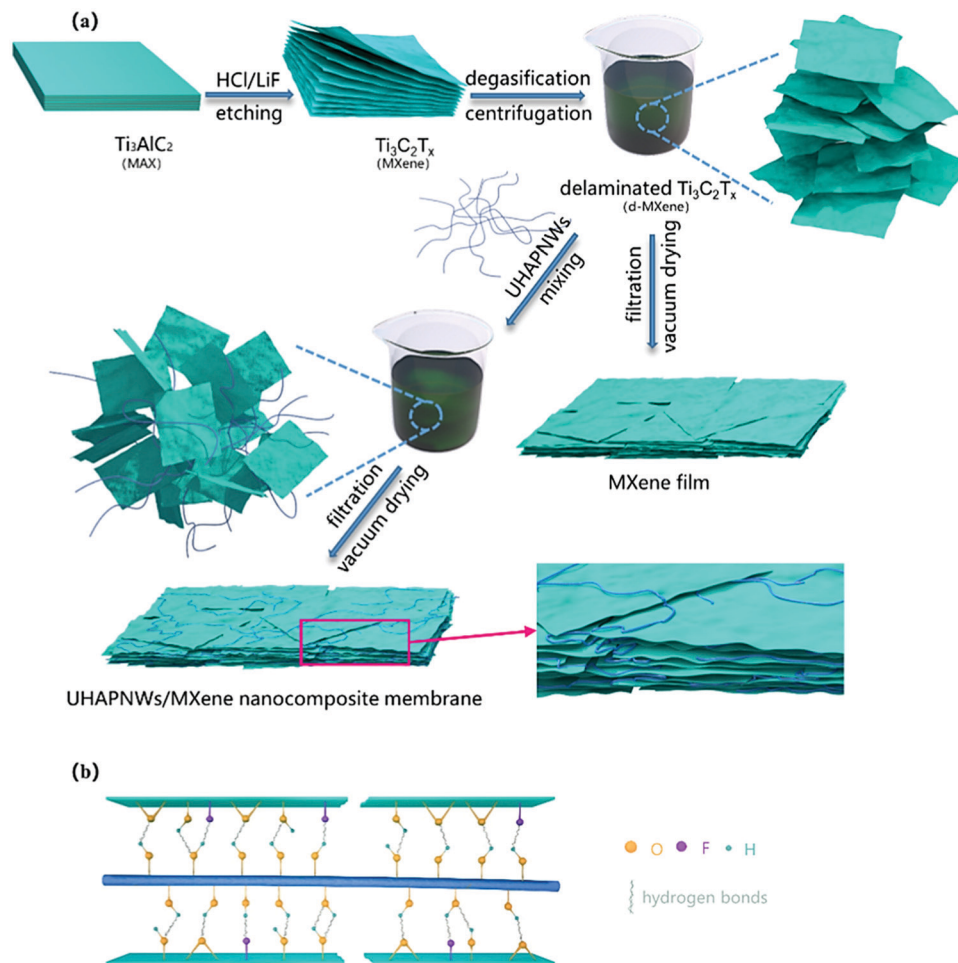 (a)
HCl/LiF
etching
degasification
centrifugation
Ti₃AlC₂
(MAX)
Ti₃C₂Tₓ
(MXene)
delaminated Ti₃C₂Tₓ
(d-MXene)
UHAPNWs
mixing
filtration
vacuum drying
MXene film
filtration
vacuum drying
UHAPNWs/MXene nanocomposite membrane
(b)
O F H
hydrogen bonds